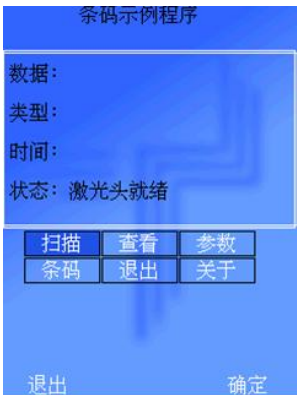 条码示例程序
数据：
类型：
时间：
状态：激光头就绪
扫描 查看 参数
条码 退出 关于
退出 确定